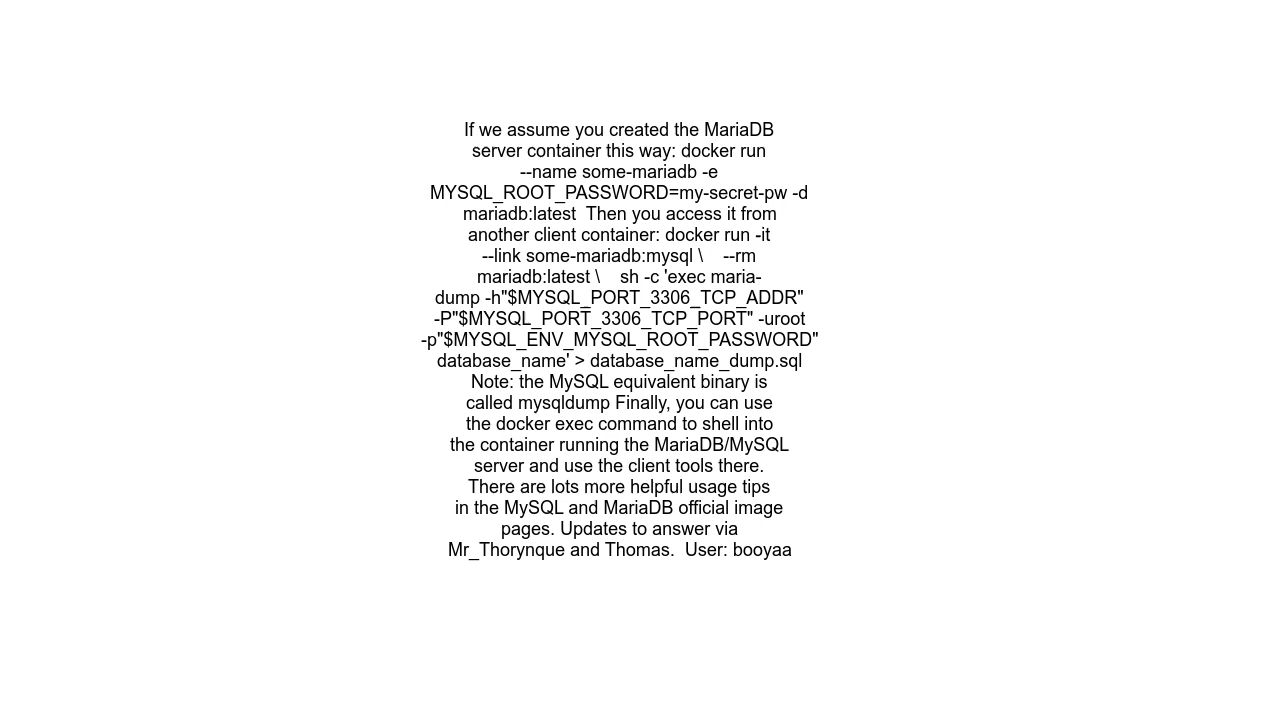 If we assume you created the MariaDB
server container this way: docker run
--name some-mariadb -e
MYSQL_ROOT_PASSWORD=my-secret-pw -d
mariadb:latest  Then you access it from
another client container: docker run -it
--link some-mariadb:mysql \    --rm
mariadb:latest \    sh -c 'exec maria-
dump -h"$MYSQL_PORT_3306_TCP_ADDR"
-P"$MYSQL_PORT_3306_TCP_PORT" -uroot
-p"$MYSQL_ENV_MYSQL_ROOT_PASSWORD"
database_name' > database_name_dump.sql
Note: the MySQL equivalent binary is
called mysqldump Finally, you can use
the docker exec command to shell into
the container running the MariaDB/MySQL
server and use the client tools there.
There are lots more helpful usage tips
in the MySQL and MariaDB official image
pages. Updates to answer via
Mr_Thorynque and Thomas.  User: booyaa